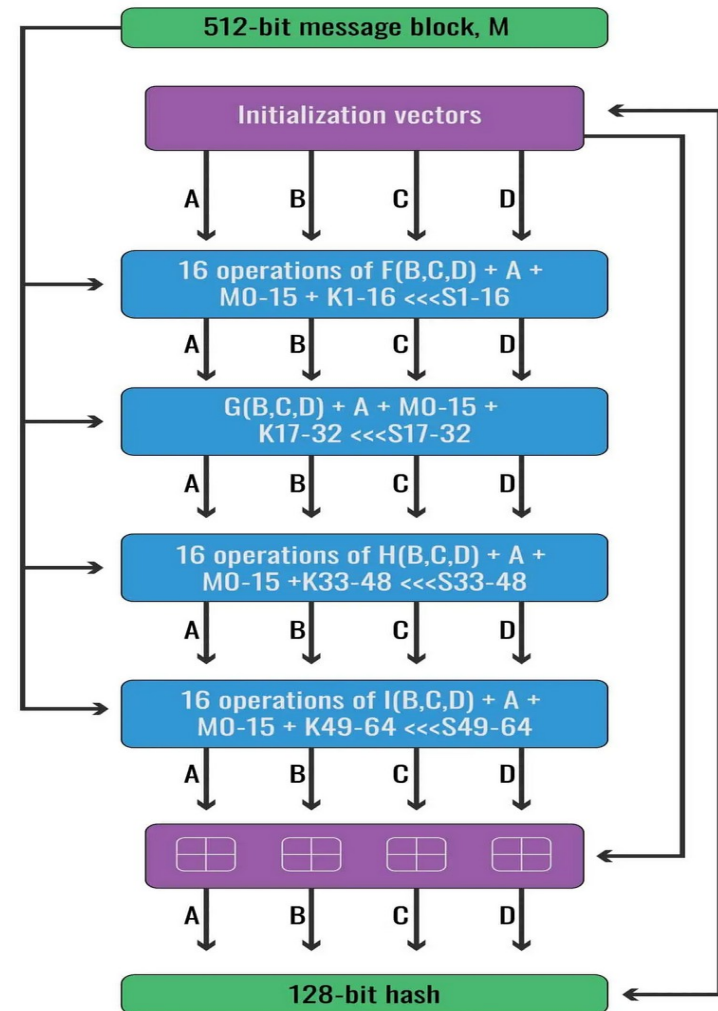 512-bit message block, M
Initialization vectors
A B C D
16 operations of F(B,C,D) + A +
M0-15 + K1-16 <<<S1-16
A B C D
G(B,C,D) + A + M0-15 +
K17-32 <<<S17-32
A B C D
16 operations of H(B,C,D) + A +
M0-15 +K33-48 <<<S33-48
A B C D
16 operations of I(B,C,D) + A +
M0-15 + K49-64 <<<S49-64
A B C D
A B C D
128-bit hash